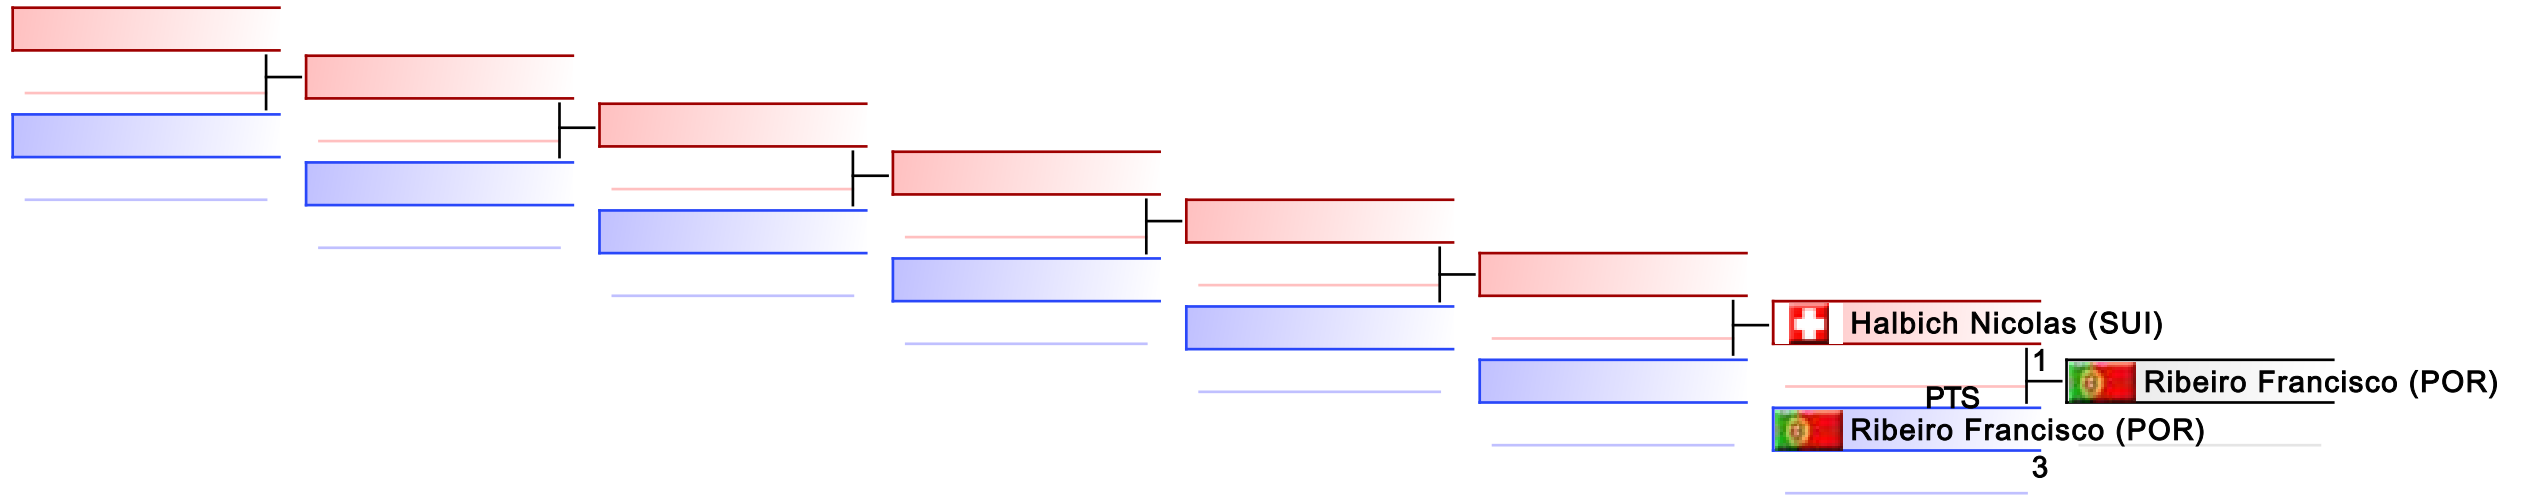 Halbich Nicolas (SUI)
1
Ribeiro Francisco (POR)
PTS
Ribeiro Francisco (POR)
3